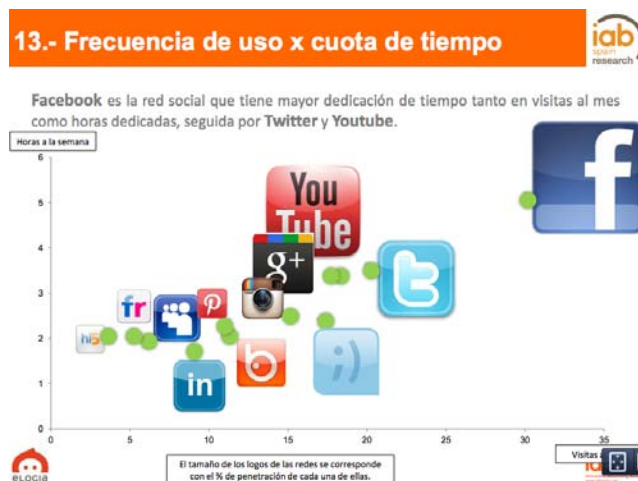 13.- Frecuencia de uso x cuota de tiempo
iab
spain
research
Facebook es la red social que tiene mayor dedicación de tiempo tanto en visitas al mes
como horas dedicadas, seguida por Twitter y Youtube.
Horas a la semana
6
5
4
3
2
1
0
You
Tube
f
g+
t
fr
p
hi5
in
b
;)
0
5
10
15
20
25
30
35
Visitas
El tamaño de los logos de las redes se corresponde
con el % de penetración de cada una de ellas.
eLOGIA